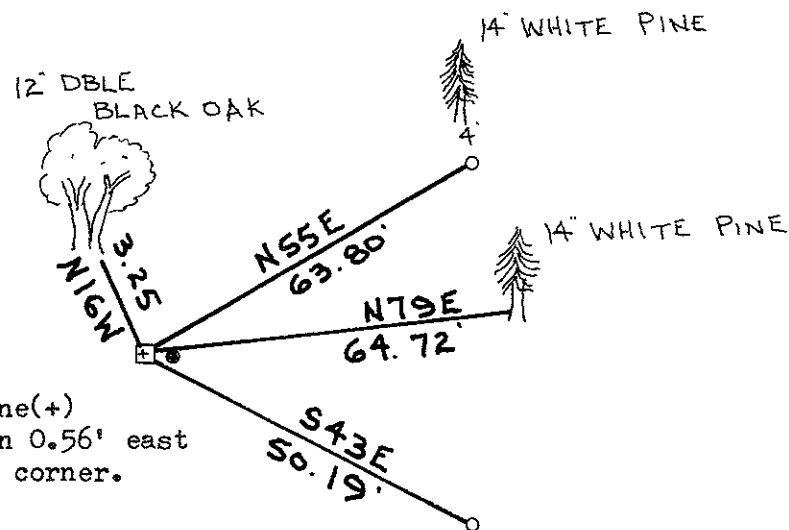 14" WHITE PINE
12" DBLE
BLACK OAK
4'
N55E
63.80'
14" WHITE PINE
3.25
N16W
N79E
64.72'
ne(+)
n 0.56' east
corner.
S43E
50.19'